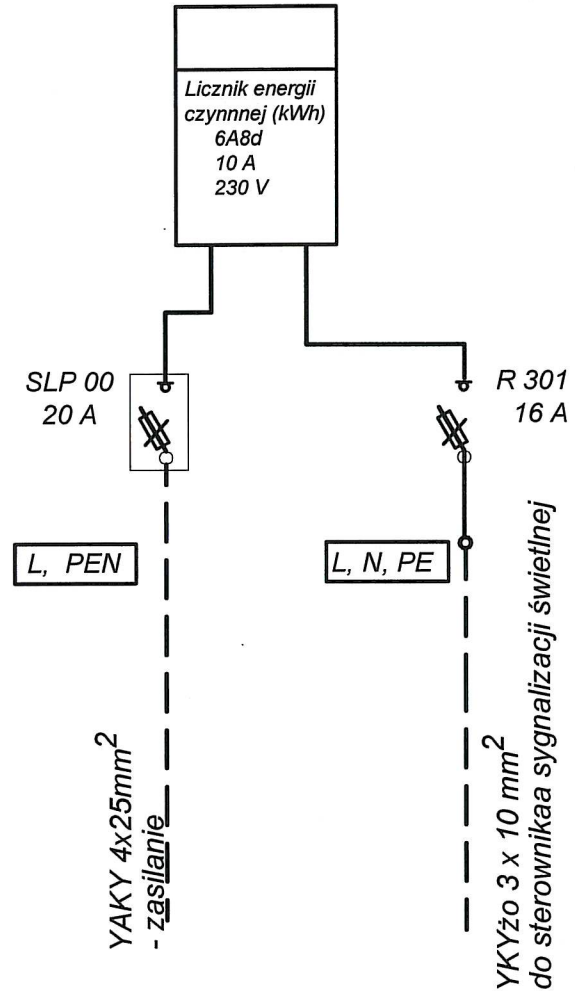 Licznik energii
czynnnej (kWh)
6A8d
10 A
230 V
SLP 00
20 A
R 301
16 A
L, PEN
L, N, PE
YAKY 4x25mm²
- zasilanie
YKYżo 3 x 10 mm²
do sterownikaa sygnalizacji świetlnej